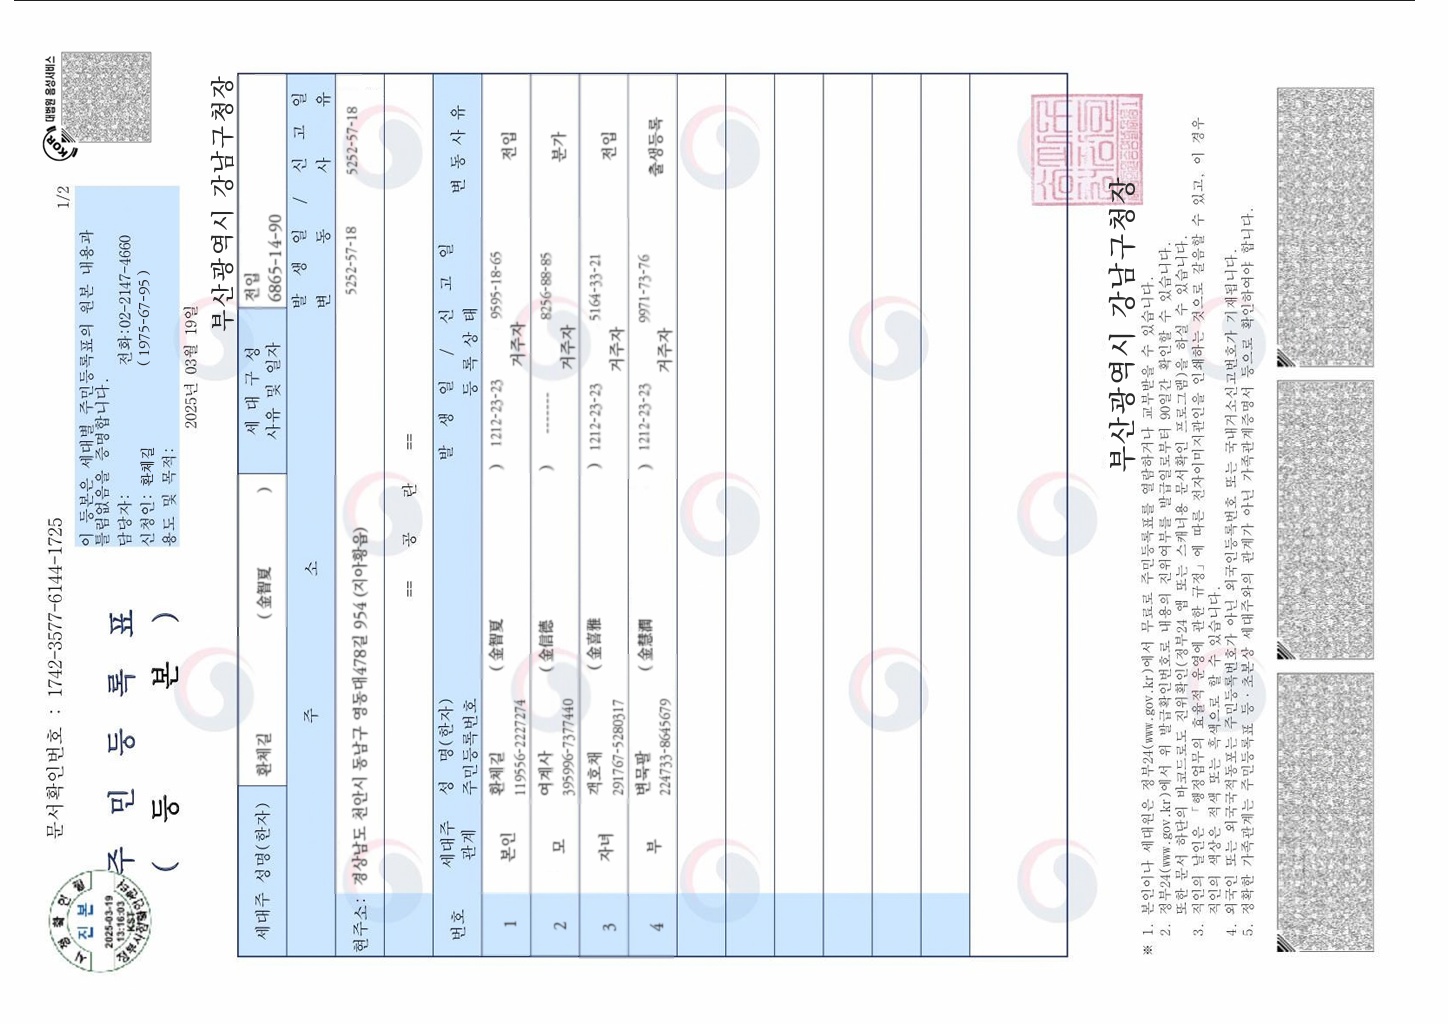 문서확인번호 : 1742-3577-6144-1725
1/2
대법원 음성서비스
KOR
시점확인필
진본
2025-03-19
13:16:03
KST
주 민 등 록 표
( 등 본 )
이 등본은 세대별 주민등록표의 원본 내용과
틀림없음을 증명합니다.
담당자: 전화:02-2147-4660
신청인: 환체길 (1975-67-95)
용도 및 목적:
2025년 03월 19일
부산광역시 강남구청장
세대주 성명(한자) 환체길 ( 金智夏 ) 세 대 구 성 전입
사유 및 일자 6865-14-90
주 소 발 생 일 / 신 고 일
변 동 사 유
현주소: 경상남도 천안시 동남구 영동대478길 954 (지아황읍) 5252-57-18 5252-57-18
== 공 란 ==
번호 세대주 성 명(한자) 발 생 일 / 신 고 일 변 동 사 유
관계 주민등록번호 등 록 상 태
1 본인 환체길 ( 金智夏 ) 1212-23-23 9595-18-65 전입
119556-2227274 거주자
2 모 여계사 ( 金信德 ) ------- 8256-88-85 분가
395996-7377440 거주자
3 자녀 객호채 ( 金喜雅 ) 1212-23-23 5164-33-21 전입
291767-5280317 거주자
4 부 변묵팔 ( 金慧潤 ) 1212-23-23 9971-73-76 출생등록
224733-8645679 거주자
부산광역시 강남구청장
※ 1. 본인이나 세대원은 정부24(www.gov.kr)에서 무료로 주민등록표를 열람하거나 교부받을 수 있습니다.
2. 정부24(www.gov.kr)에서 위 발급확인번호로 내용의 진위여부를 발급일로부터 90일간 확인할 수 있습니다.
또한 문서 하단의 바코드로도 진위확인(정부24 앱 또는 스캐너용 문서확인 프로그램)을 하실 수 있습니다.
3. 직인의 날인은 「행정업무의 효율적 운영에 관한 규정」에 따른 전자이미지관인을 인쇄하는 것으로 갈음할 수 있고, 이 경우
직인의 색상은 적색 또는 흑색으로 할 수 있습니다.
4. 외국인 또는 외국국적동포는 주민등록번호가 아닌 외국인등록번호 또는 국내거소신고번호가 기재됩니다.
5. 정확한 가족관계는 주민등록표 등·초본상 세대주와의 관계가 아닌 가족관계증명서 등으로 확인하여야 합니다.